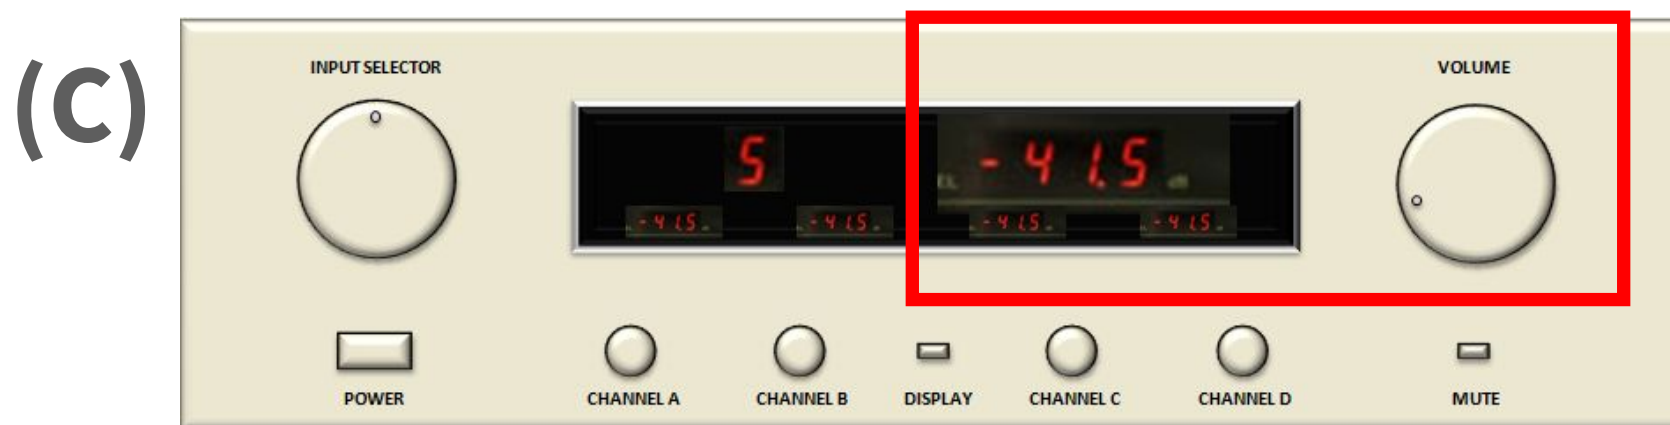 (C)
INPUT SELECTOR
VOLUME
5
-41.5
-41.5
-41.5
-41.5
-41.5
POWER
CHANNEL A
CHANNEL B
DISPLAY
CHANNEL C
CHANNEL D
MUTE